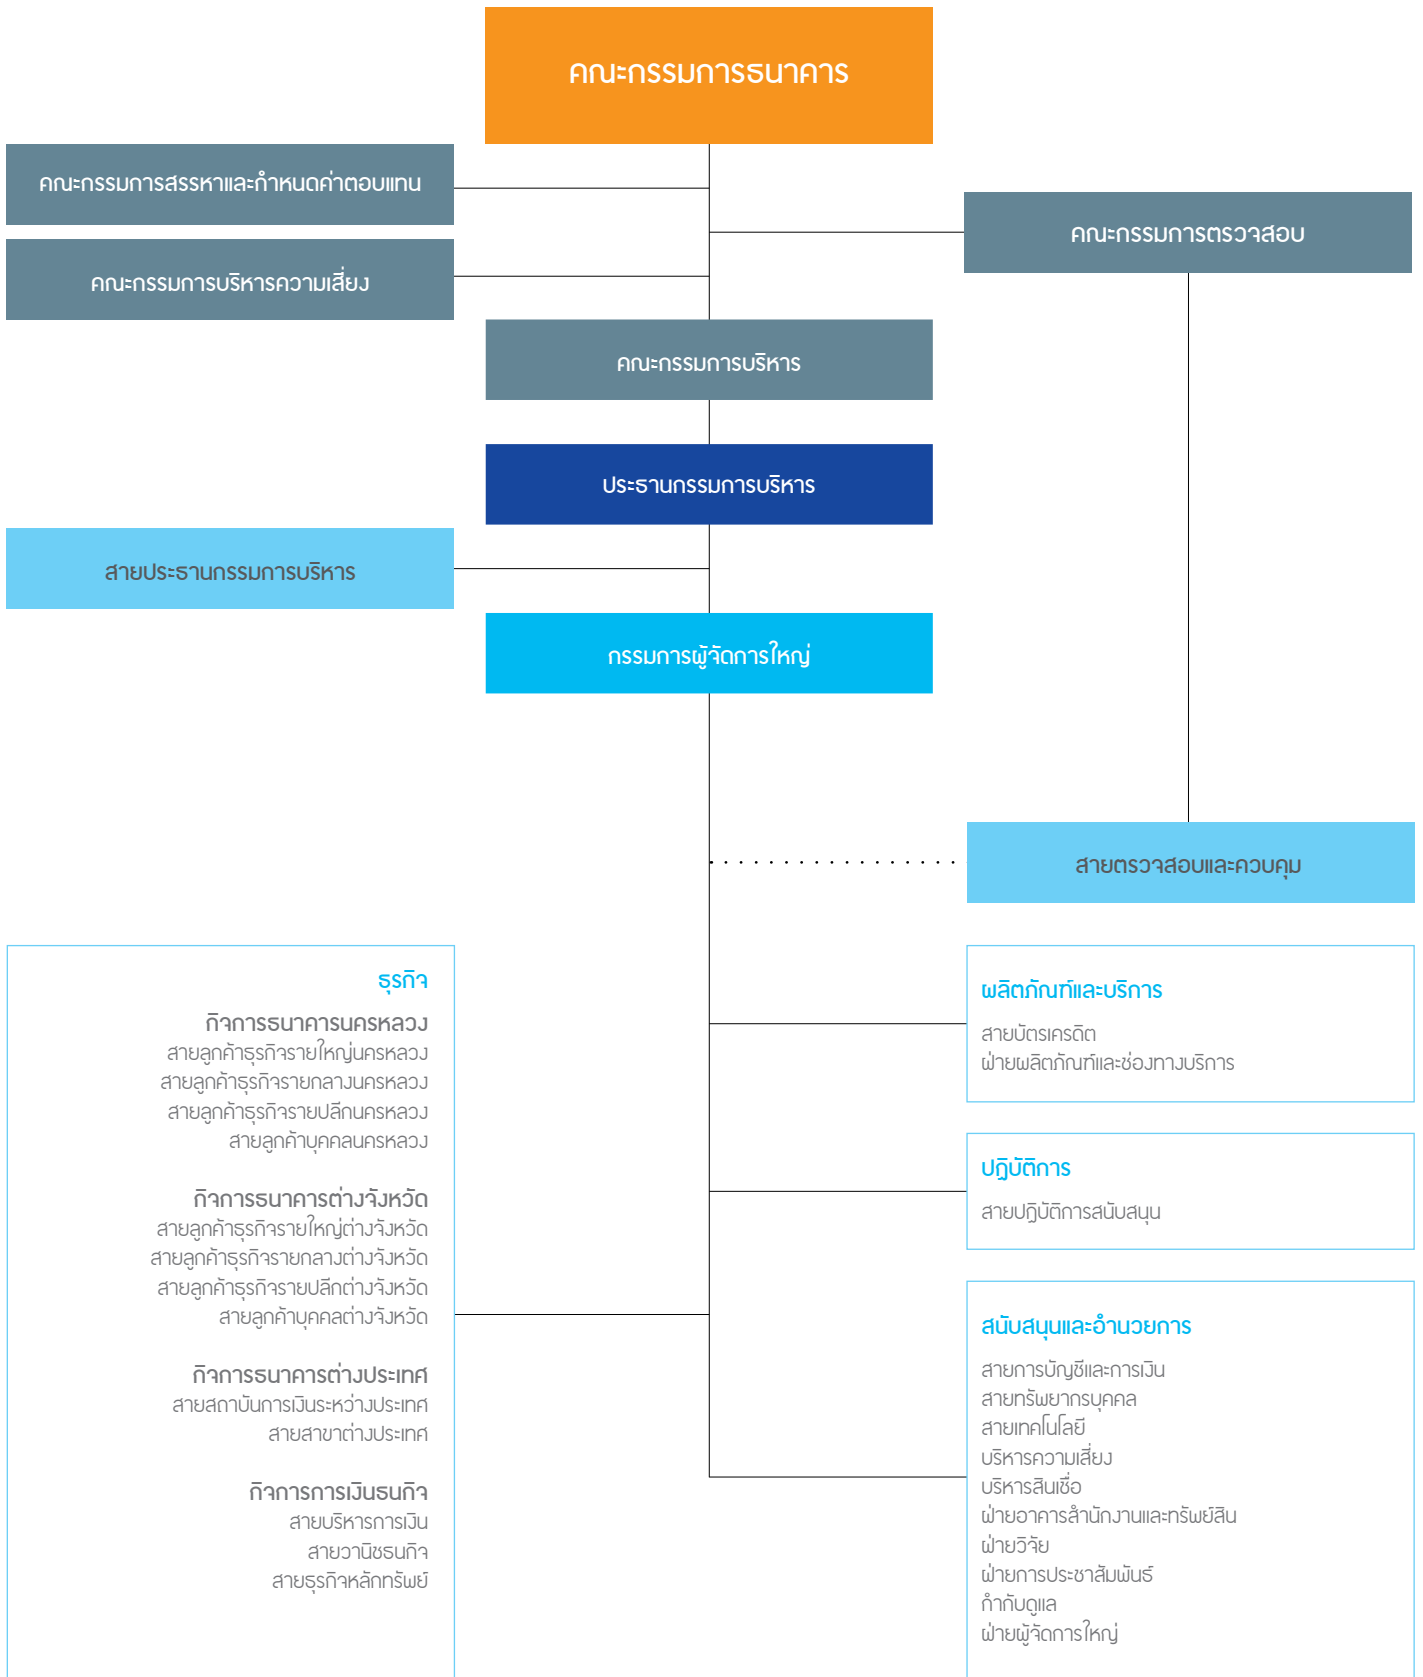 คณะกรรมการธนาคาร
คณะกรรมการสรรหาและกำหนดค่าตอบแทน
คณะกรรมการตรวจสอบ
คณะกรรมการบริหารความเสี่ยง
คณะกรรมการบริหาร
ประธานกรรมการบริหาร
สายประธานกรรมการบริหาร
กรรมการผู้จัดการใหญ่
สายตรวจสอบและควบคุม
ธุรกิจ
กิจการธนาคารนครหลวง
สายลูกค้าธุรกิจรายใหญ่นครหลวง
สายลูกค้าธุรกิจรายกลางนครหลวง
สายลูกค้าธุรกิจรายปลีกนครหลวง
สายลูกค้าบุคคลนครหลวง
กิจการธนาคารต่างจังหวัด
สายลูกค้าธุรกิจรายใหญ่ต่างจังหวัด
สายลูกค้าธุรกิจรายกลางต่างจังหวัด
สายลูกค้าธุรกิจรายปลีกต่างจังหวัด
สายลูกค้าบุคคลต่างจังหวัด
กิจการธนาคารต่างประเทศ
สายสถาบันการเงินระหว่างประเทศ
สายสาขาต่างประเทศ
กิจการการเงินธนกิจ
สายบริหารการเงิน
สายวานิชธนกิจ
สายธุรกิจหลักทรัพย์
ผลิตภัณฑ์และบริการ
สายบัตรเครดิต
ฝ่ายผลิตภัณฑ์และช่องทางบริการ
ปฏิบัติการ
สายปฏิบัติการสนับสนุน
สนับสนุนและอำนวยการ
สายการบัญชีและการเงิน
สายทรัพยากรบุคคล
สายเทคโนโลยี
บริหารความเสี่ยง
บริหารสินเชื่อ
ฝ่ายอาคารสำนักงานและทรัพย์สิน
ฝ่ายวิจัย
ฝ่ายการประชาสัมพันธ์
กำกับดูแล
ฝ่ายผู้จัดการใหญ่